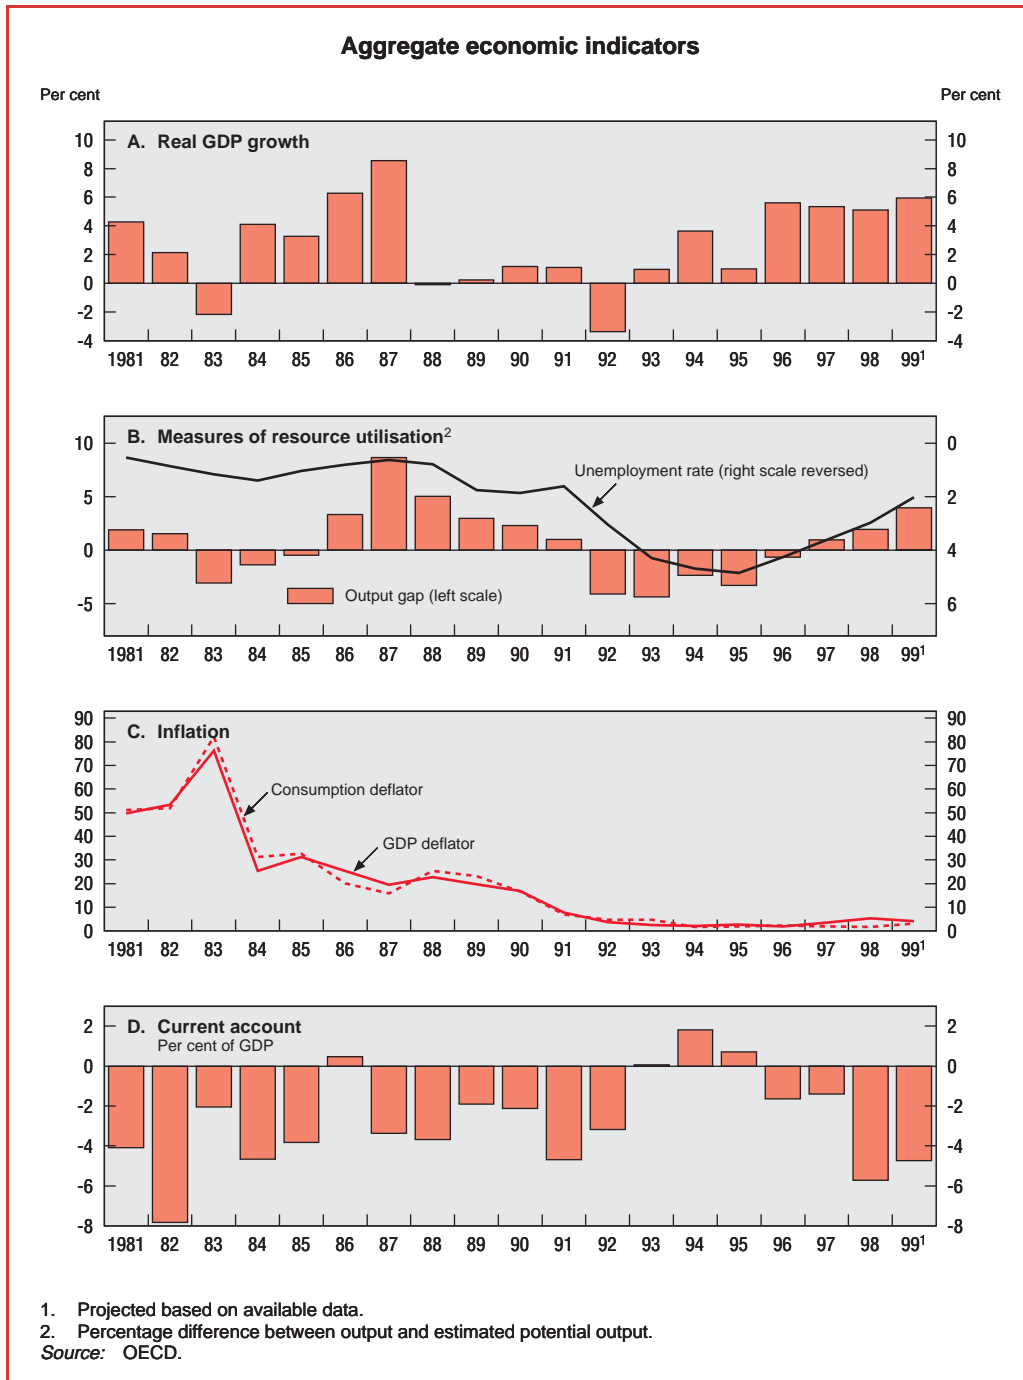 Aggregate economic indicators
Per cent Per cent
A. Real GDP growth
10 10
8 8
6 6
4 4
2 2
0 0
-2 -2
-4 -4
1981 82 83 84 85 86 87 88 89 90 91 92 93 94 95 96 97 98 99¹
B. Measures of resource utilisation²
10 0
Unemployment rate (right scale reversed)
5 2
0 4
Output gap (left scale)
-5 6
1981 82 83 84 85 86 87 88 89 90 91 92 93 94 95 96 97 98 99¹
90 90
C. Inflation
80 80
70 70
60 60
Consumption deflator
50 50
40 40
GDP deflator
30 30
20 20
10 10
0 0
1981 82 83 84 85 86 87 88 89 90 91 92 93 94 95 96 97 98 99¹
2 D. Current account 2
Per cent of GDP
0 0
-2 -2
-4 -4
-6 -6
-8 -8
1981 82 83 84 85 86 87 88 89 90 91 92 93 94 95 96 97 98 99¹
1. Projected based on available data.
2. Percentage difference between output and estimated potential output.
Source: OECD.